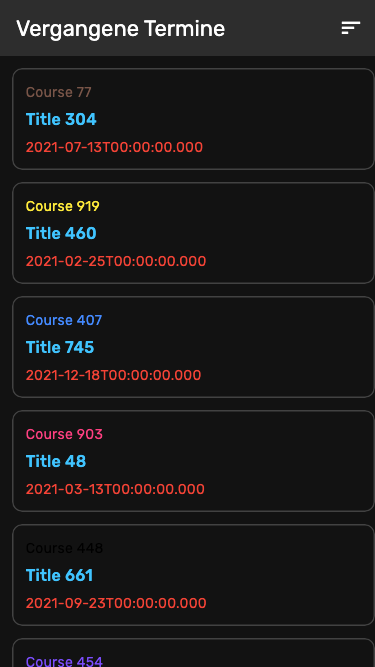 Vergangene Termine
Course 77
Title 304
2021-07-13T00:00:00.000
Course 919
Title 460
2021-02-25T00:00:00.000
Course 407
Title 745
2021-12-18T00:00:00.000
Course 903
Title 48
2021-03-13T00:00:00.000
Course 448
Title 661
2021-09-23T00:00:00.000
Course 454